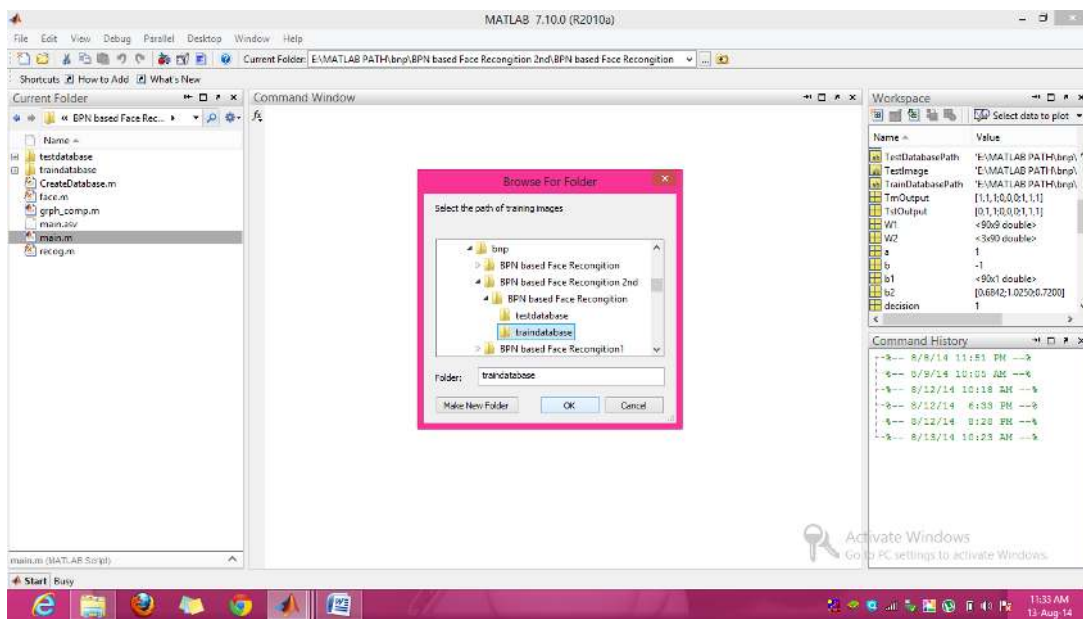 MATLAB 7.10.0 (R2010a)
File Edit View Debug Parallel Desktop Window Help
Current Folder: E:\MATLAB PATH\bnp\BPN based Face Recongition 2nd\BPN based Face Recongition
Shortcuts How to Add What's New
Current Folder
« BPN based Face Rec...
Name
testdatabase
traindatabase
CreateDatabase.m
face.m
grph_comp.m
main.asv
main.m
recog.m
main.m (MATLAB Script)
Command Window
fx
Browse For Folder
Select the path of training images
bnp
BPN based Face Recongition
BPN based Face Recongition 2nd
BPN based Face Recongition
testdatabase
traindatabase
BPN based Face Recongition1
Folder: traindatabase
Make New Folder OK Cancel
Workspace
Select data to plot
Name Value
TestDatabasePath 'E:\MATLAB PATH\bnp\
TestImage 'E:\MATLAB PATH\bnp\
TrainDatabasePath 'E:\MATLAB PATH\bnp\
TrnOutput [1,1,1;0,0,0;1,1,1]
TstOutput [0,1,1;0,0,0;1,1,1]
W1 <90x9 double>
W2 <3x90 double>
a 1
b -1
b1 <90x1 double>
b2 [0.6842;1.0250;0.7200]
decision 1
Command History
%-- 8/8/14 11:51 PM --%
%-- 8/9/14 10:05 AM --%
%-- 8/12/14 10:18 AM --%
%-- 8/12/14 6:33 PM --%
%-- 8/12/14 8:28 PM --%
%-- 8/13/14 10:23 AM --%
Activate Windows
Go to PC settings to activate Windows.
Start Busy
11:33 AM
13-Aug-14